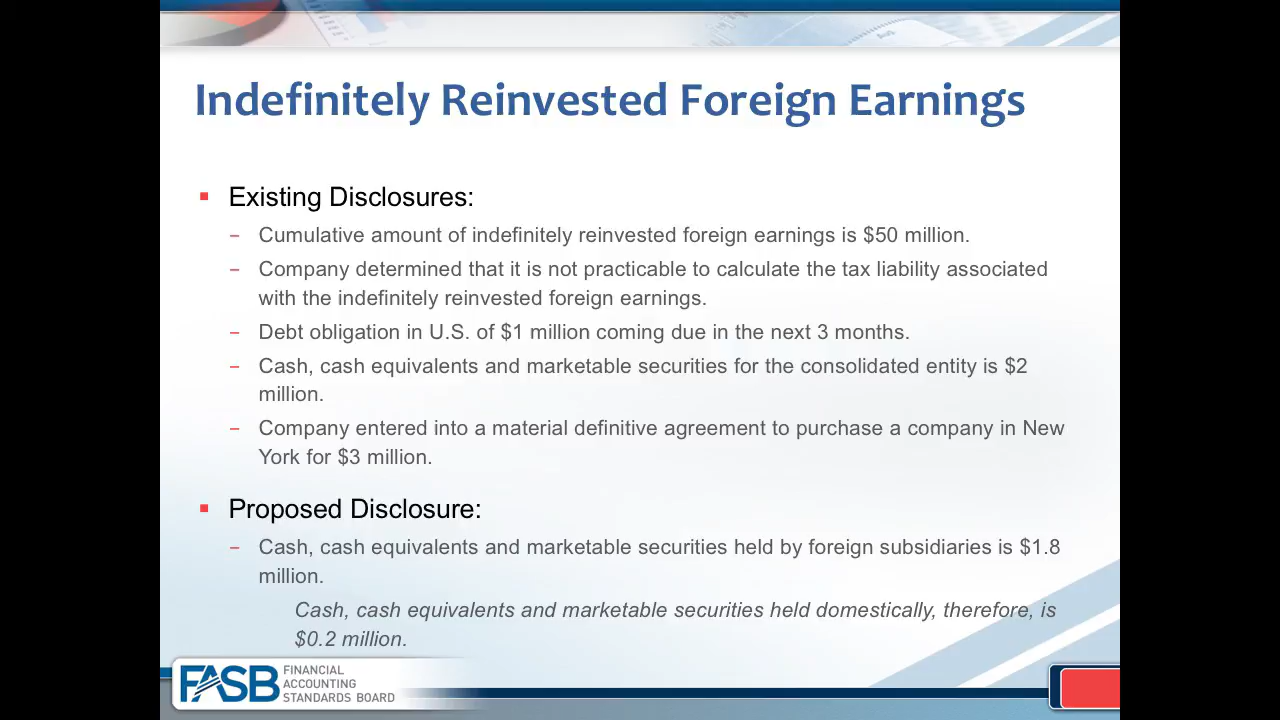 Indefinitely Reinvested Foreign Earnings
Existing Disclosures:
– Cumulative amount of indefinitely reinvested foreign earnings is $50 million.
– Company determined that it is not practicable to calculate the tax liability associated
with the indefinitely reinvested foreign earnings.
– Debt obligation in U.S. of $1 million coming due in the next 3 months.
– Cash, cash equivalents and marketable securities for the consolidated entity is $2
million.
– Company entered into a material definitive agreement to purchase a company in New
York for $3 million.
Proposed Disclosure:
– Cash, cash equivalents and marketable securities held by foreign subsidiaries is $1.8
million.
Cash, cash equivalents and marketable securities held domestically, therefore, is
$0.2 million.
FASB
FINANCIAL
ACCOUNTING
STANDARDS BOARD